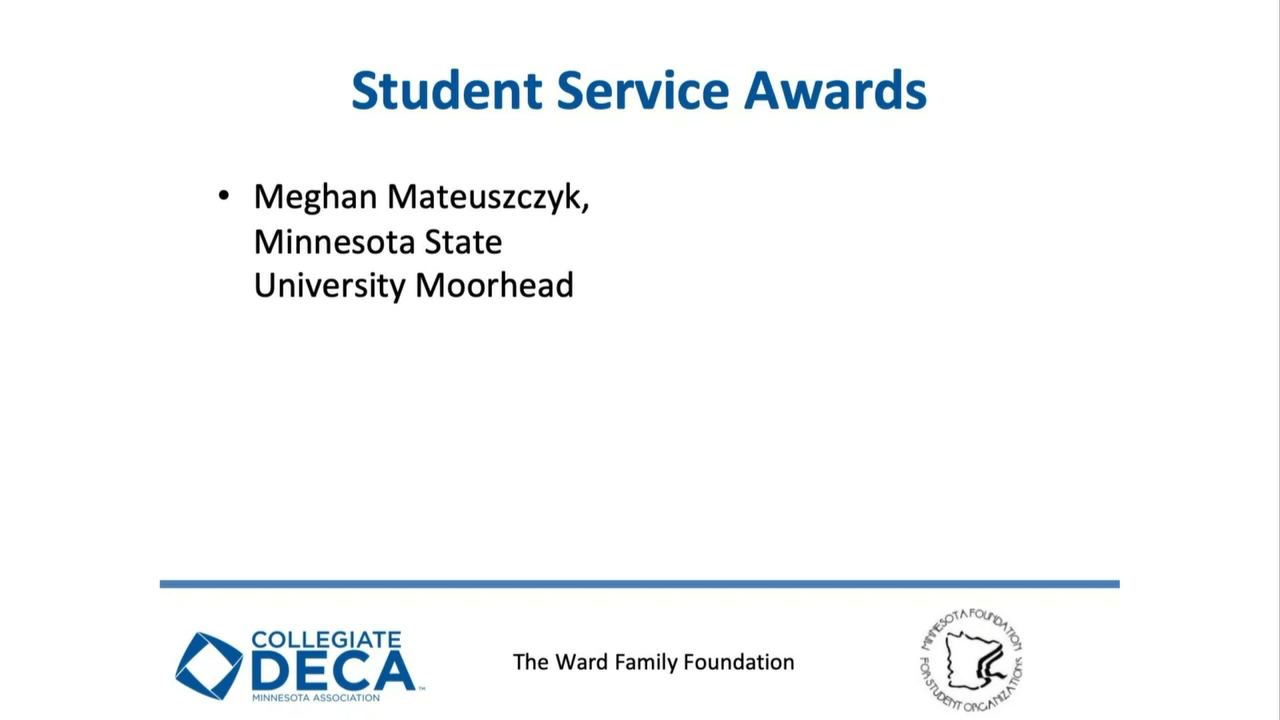 Student Service Awards
• Meghan Mateuszczyk,
Minnesota State
University Moorhead
COLLEGIATE
DECA™
MINNESOTA ASSOCIATION
The Ward Family Foundation
MINNESOTA FOUNDATION
FOR STUDENT ORGANIZATIONS